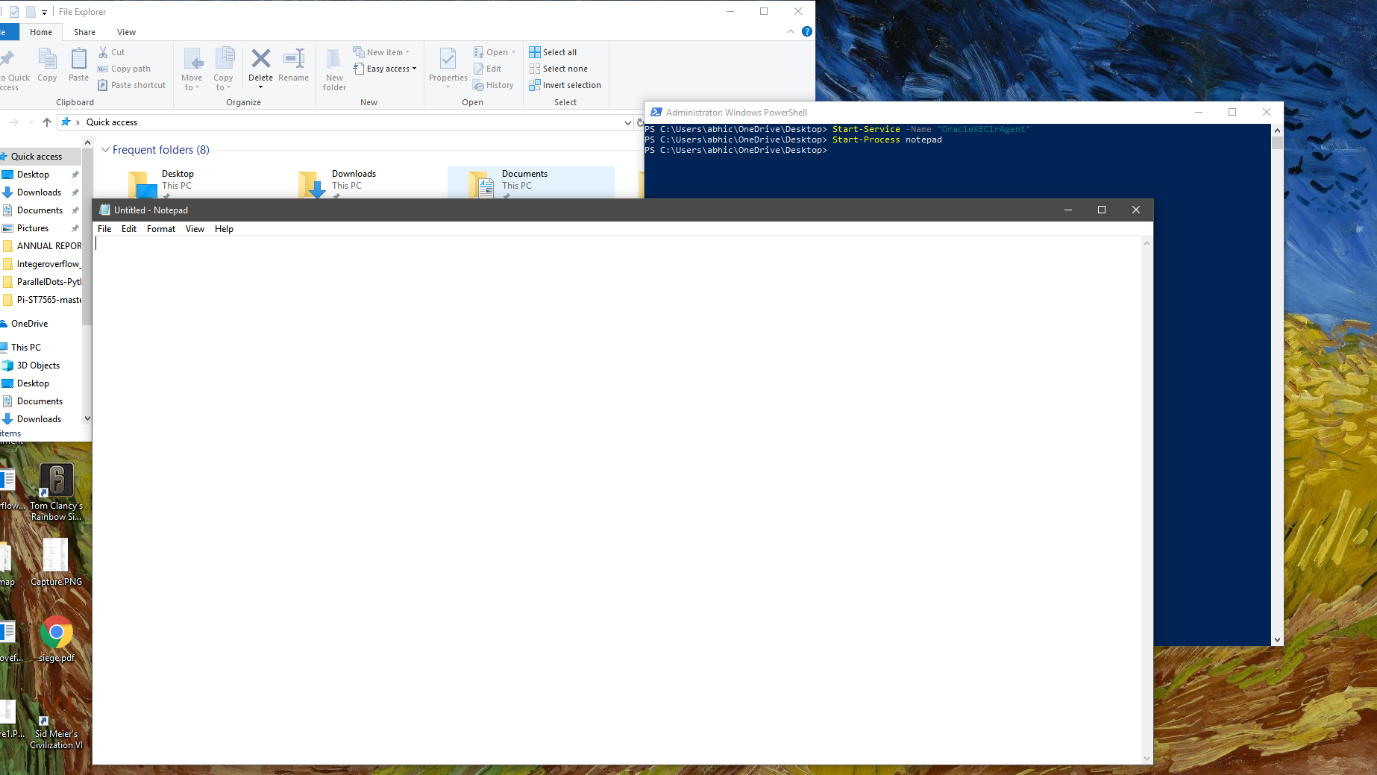 File Explorer
Home Share View
Copy
Paste
Cut
Copy path
Paste shortcut
Clipboard
Move to
Copy to
Delete
Rename
Organize
New folder
New item
Easy access
New
Properties
Open
Edit
History
Open
Select all
Select none
Invert selection
Select
Quick access
Quick access
Desktop
Downloads
Documents
Pictures
ANNUAL REPOR
Integeroverflow_
ParallelDots-Pyt
Pi-ST7565-maste
OneDrive
This PC
3D Objects
Desktop
Documents
Downloads
items
Frequent folders (8)
Desktop
This PC
Downloads
This PC
Documents
This PC
Administrator: Windows PowerShell
PS C:\Users\abhic\OneDrive\Desktop> Start-Service -Name "OracleXEClrAgent"
PS C:\Users\abhic\OneDrive\Desktop> Start-Process notepad
PS C:\Users\abhic\OneDrive\Desktop>
Untitled - Notepad
File Edit Format View Help
Tom Clancy's
Rainbow Si...
Capture.PNG
siege.pdf
Sid Meier's
Civilization VI